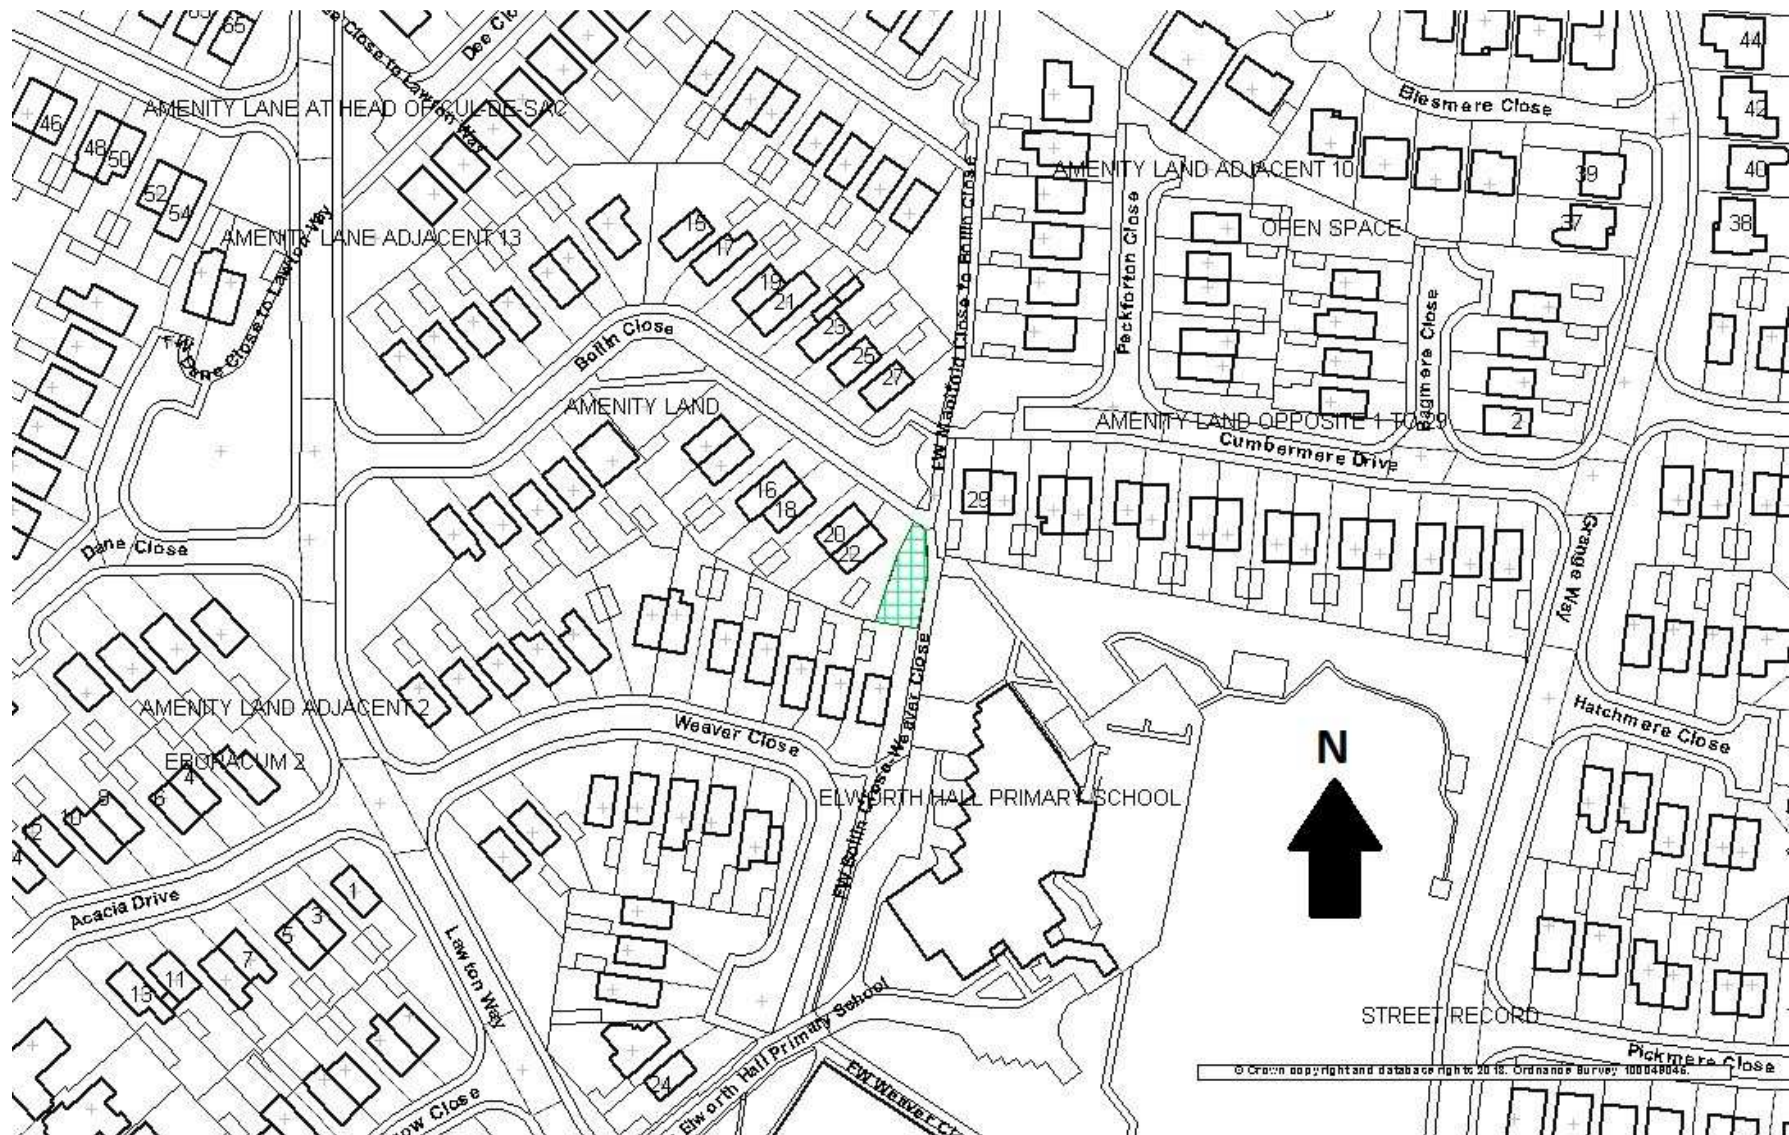 63
65
Close to Lawton Way
Dee Clo
44
Ellesmere Close
42
46
AMENITY LANE AT HEAD OF CUL-DE-SAC
48
50
AMENITY LAND ADJACENT 10
39
40
52
54
15
17
OPEN SPACE
37
38
AMENITY LANE ADJACENT 13
FW Dane Close to Lawton Way
19
21
23
25
27
Bollin Close
FW Manifold Close to Bollin Close
Peckforton Close
Bagmere Close
2
AMENITY LAND
AMENITY LAND OPPOSITE 1 TO 29
Cumbermere Drive
16
18
29
20
22
Grange Way
Dane Close
AMENITY LAND ADJACENT 2
Weaver Close
FW Bollin Close-Weaver Close
Hatchmere Close
N
EBORACUM 2
4
6
8
10
12
14
ELWORTH HALL PRIMARY SCHOOL
Acacia Drive
1
3
5
7
11
13
Lawton Way
STREET RECORD
24
Elworth Hall Primary School
FW Weaver Cl
Pickmere Close
© Crown copyright and database rights 2018. Ordnance Survey 100049045.
ow Close